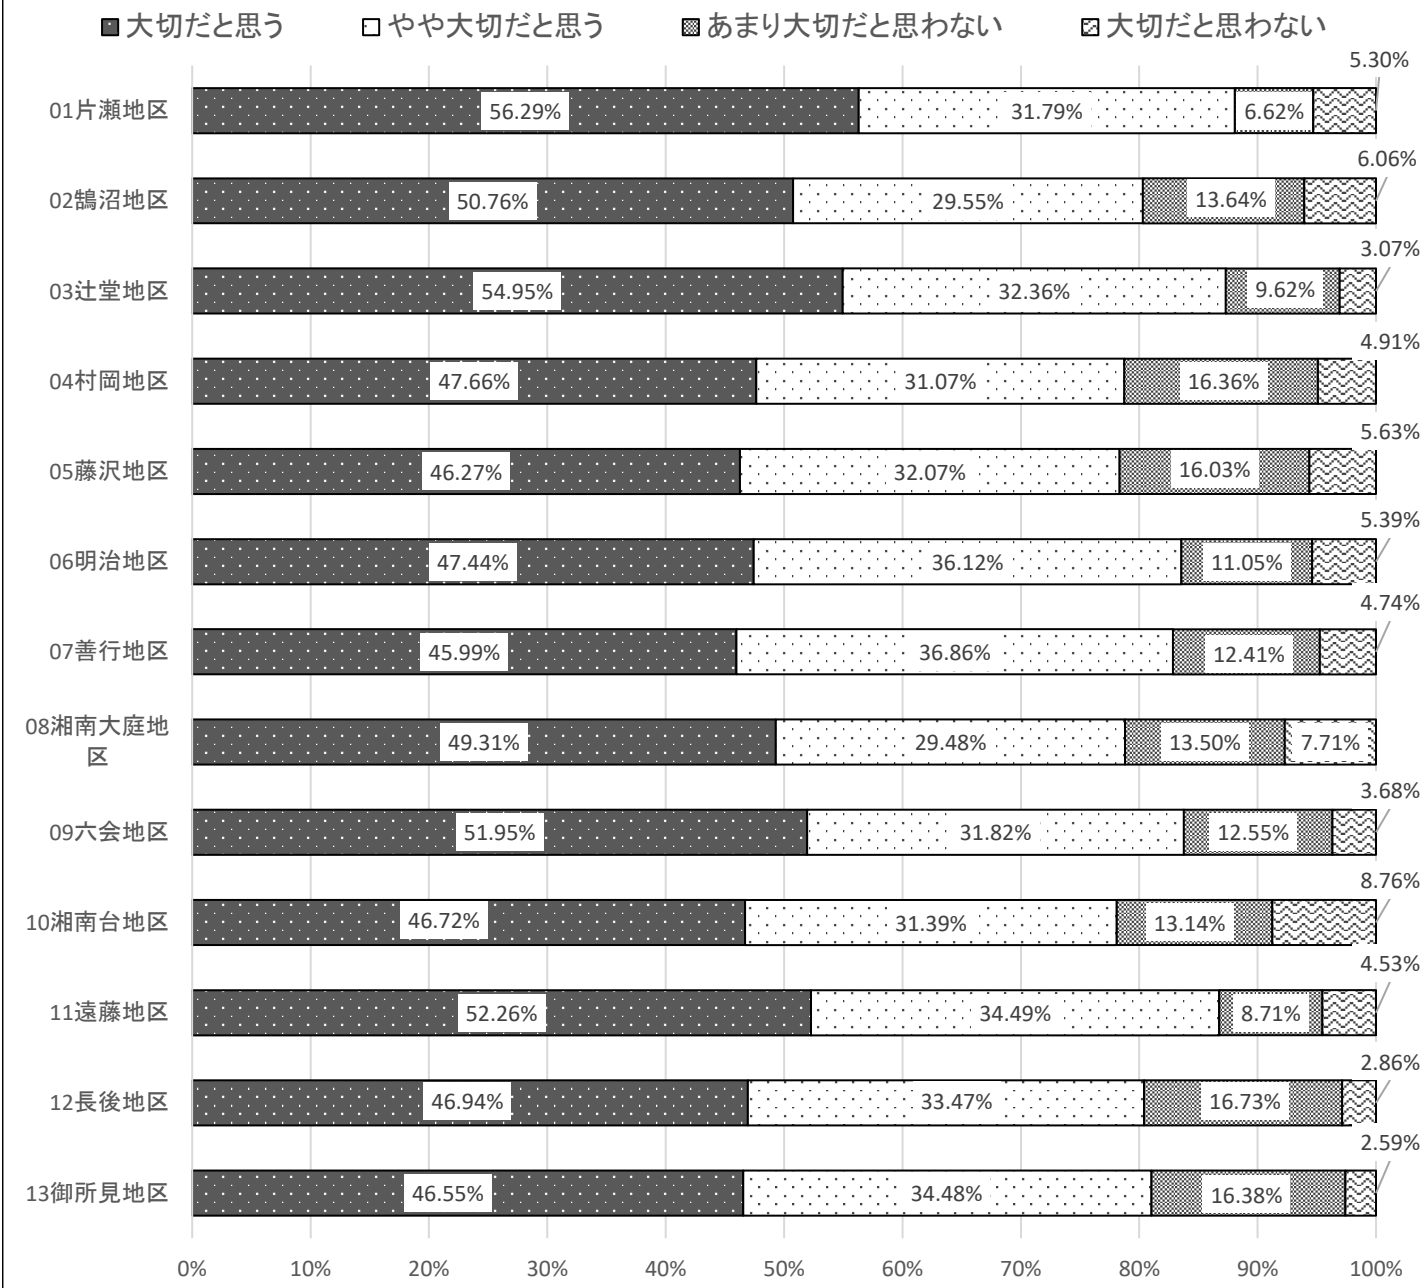 大切だと思う やや大切だと思う あまり大切だと思わない 大切だと思わない
0% 10% 20% 30% 40% 50% 60% 70% 80% 90% 100%
5.30%
01片瀬地区 56.29% 31.79% 6.62%
6.06%
02鵠沼地区 50.76% 29.55% 13.64%
3.07%
03辻堂地区 54.95% 32.36% 9.62%
4.91%
04村岡地区 47.66% 31.07% 16.36%
5.63%
05藤沢地区 46.27% 32.07% 16.03%
5.39%
06明治地区 47.44% 36.12% 11.05%
4.74%
07善行地区 45.99% 36.86% 12.41%
08湘南大庭地
区
49.31% 29.48% 13.50% 7.71%
3.68%
09六会地区 51.95% 31.82% 12.55%
8.76%
10湘南台地区 46.72% 31.39% 13.14%
4.53%
11遠藤地区 52.26% 34.49% 8.71%
2.86%
12長後地区 46.94% 33.47% 16.73%
2.59%
13御所見地区 46.55% 34.48% 16.38%
0% 10% 20% 30% 40% 50% 60% 70% 80% 90% 100%